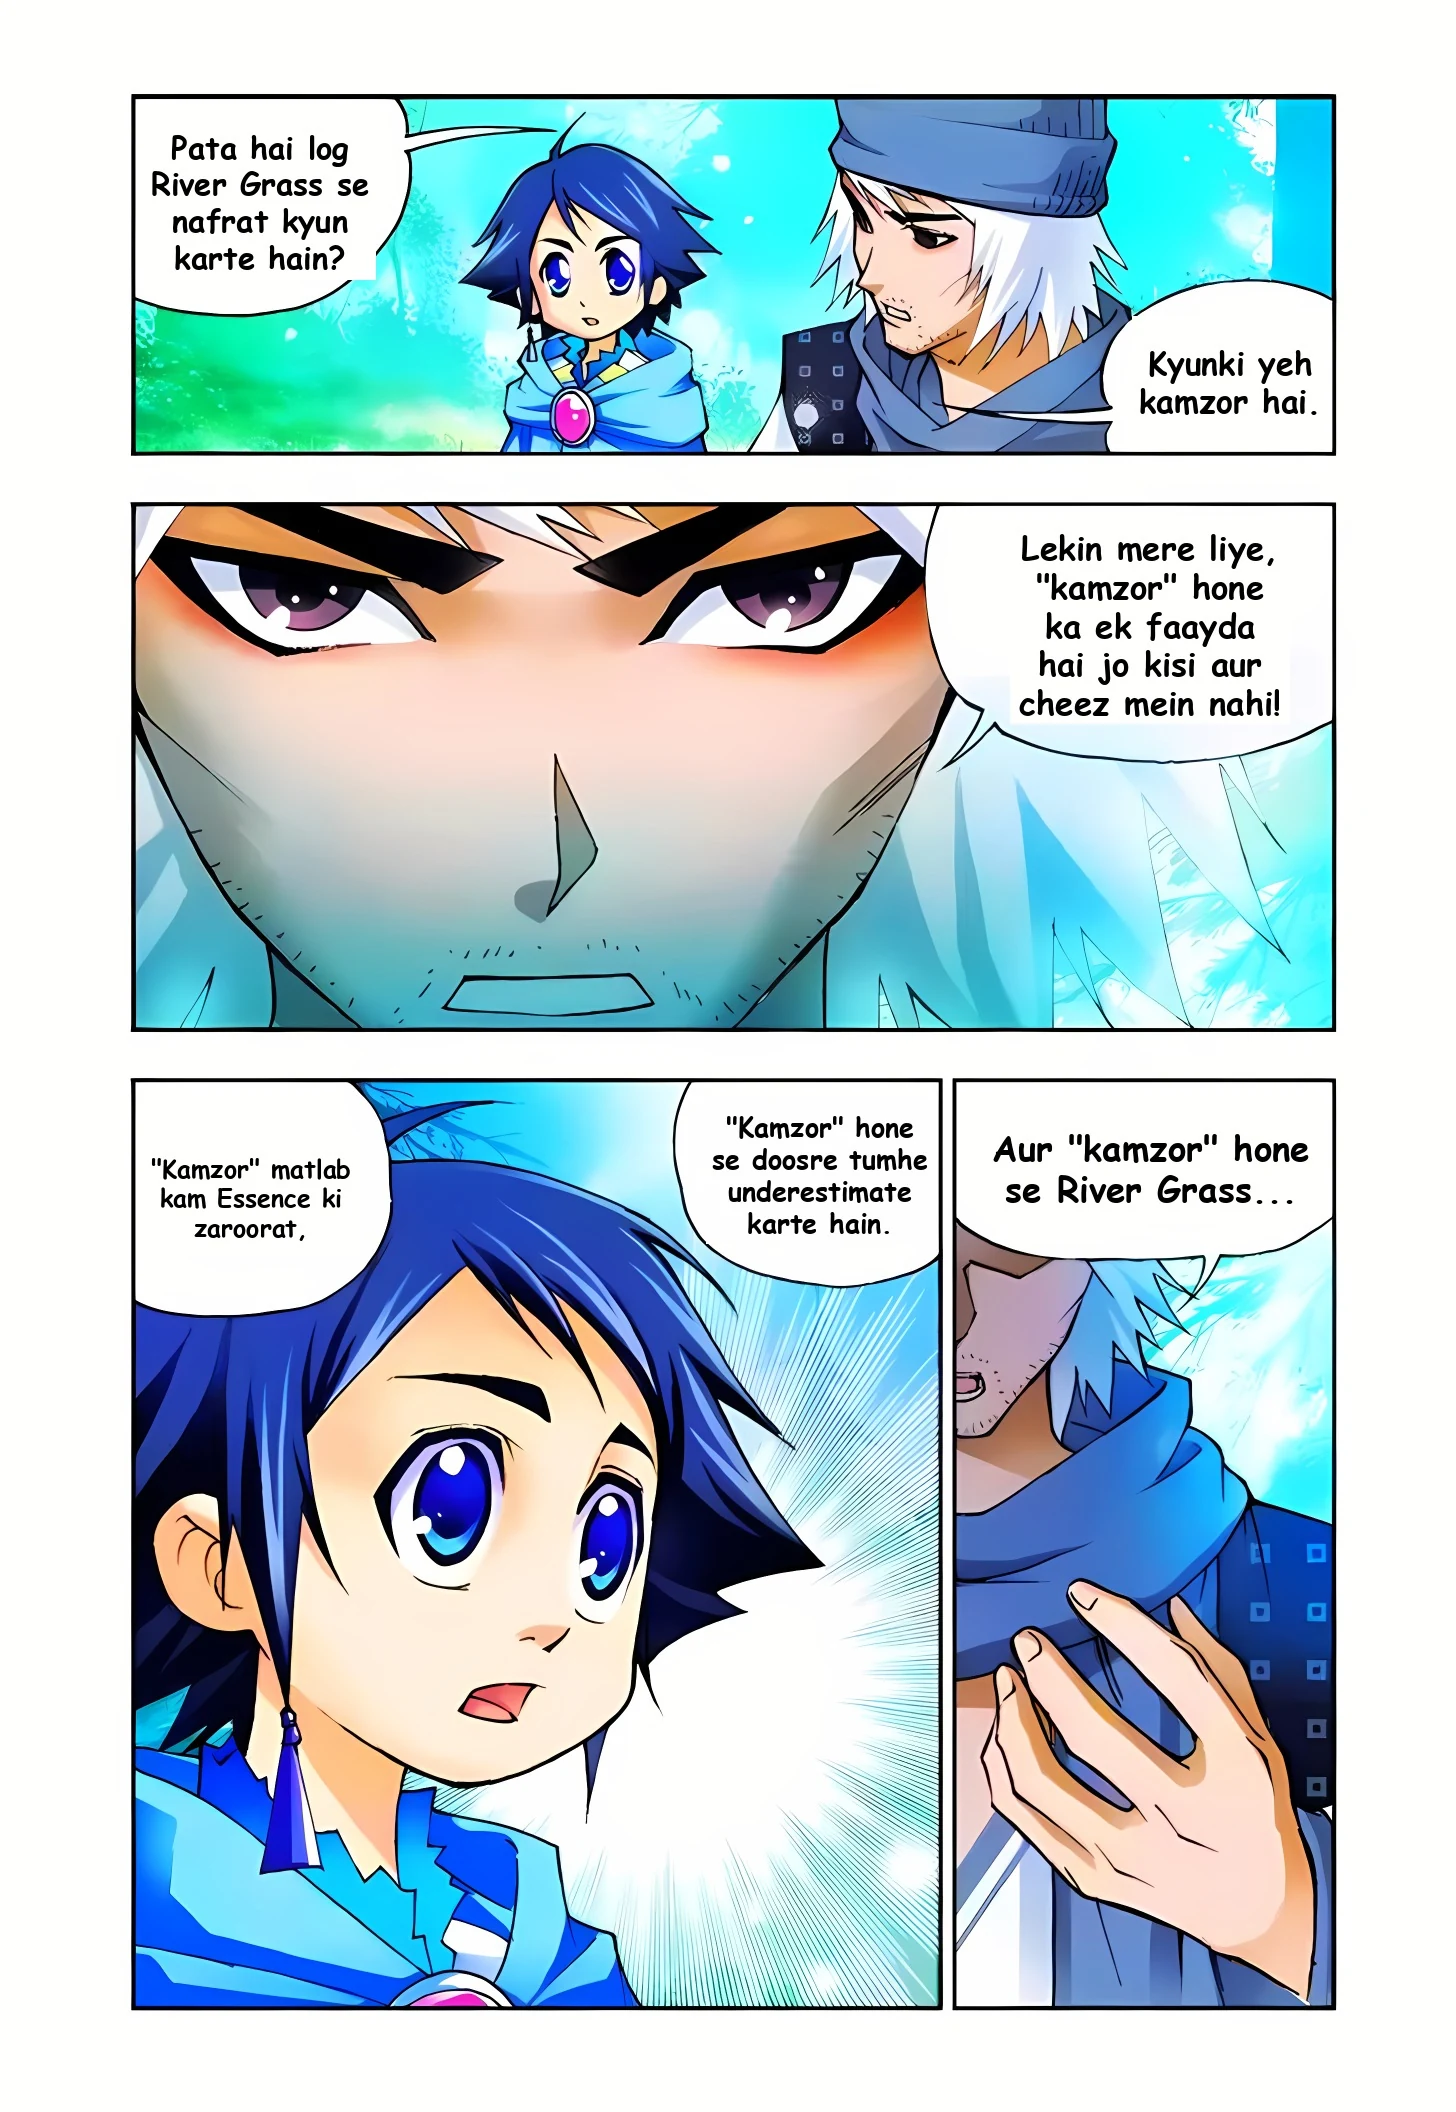 Pata hai log
River Grass se
nafrat kyun
karte hain?
Kyunki yeh
kamzor hai.
Lekin mere liye,
"kamzor" hone
ka ek faayda
hai jo kisi aur
cheez mein nahi!
"Kamzor" matlab
kam Essence ki
zaroorat,
"Kamzor" hone
se doosre tumhe
underestimate
karte hain.
Aur "kamzor" hone
se River Grass...